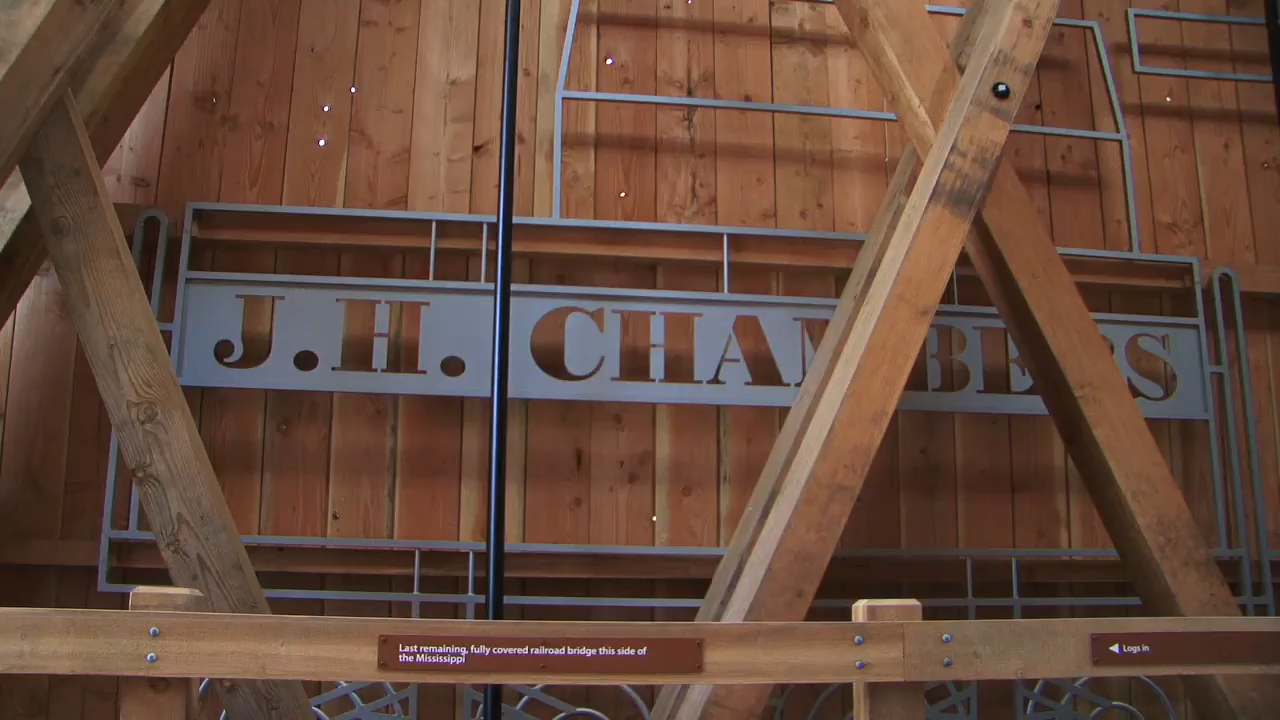 J.H. CHAMBERS
Last remaining, fully covered railroad bridge this side of
the Mississippi
Logs in